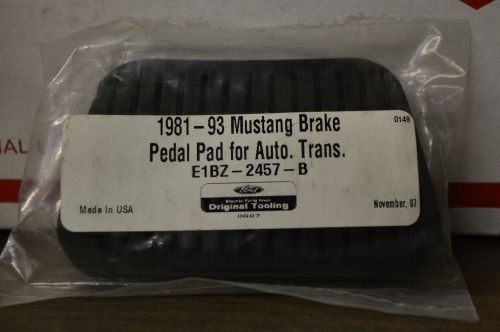 1981-93 Mustang Brake
0149
Pedal Pad for Auto. Trans.
E1BZ-2457-B
Ford
Original Tooling
Made In USA
November, 07